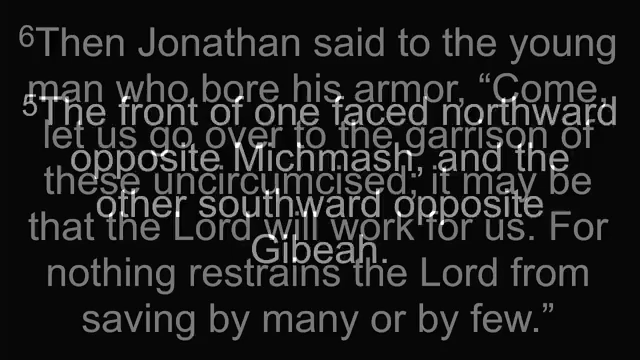 ⁵The front of one faced northward
opposite Michmash, and the
other southward opposite
Gibeah.
⁶Then Jonathan said to the young
man who bore his armor, “Come,
let us go over to the garrison of
these uncircumcised; it may be
that the Lord will work for us. For
nothing restrains the Lord from
saving by many or by few.”